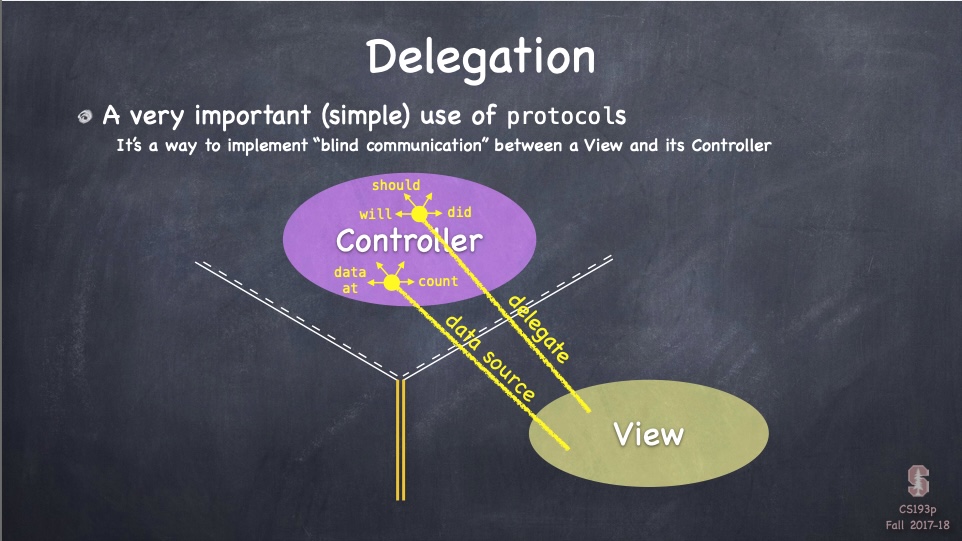 Delegation
A very important (simple) use of protocols
It's a way to implement “blind communication” between a View and its Controller
should
will
did
Controller
data
at
count
delegate
data source
View
S
CS193p
Fall 2017-18